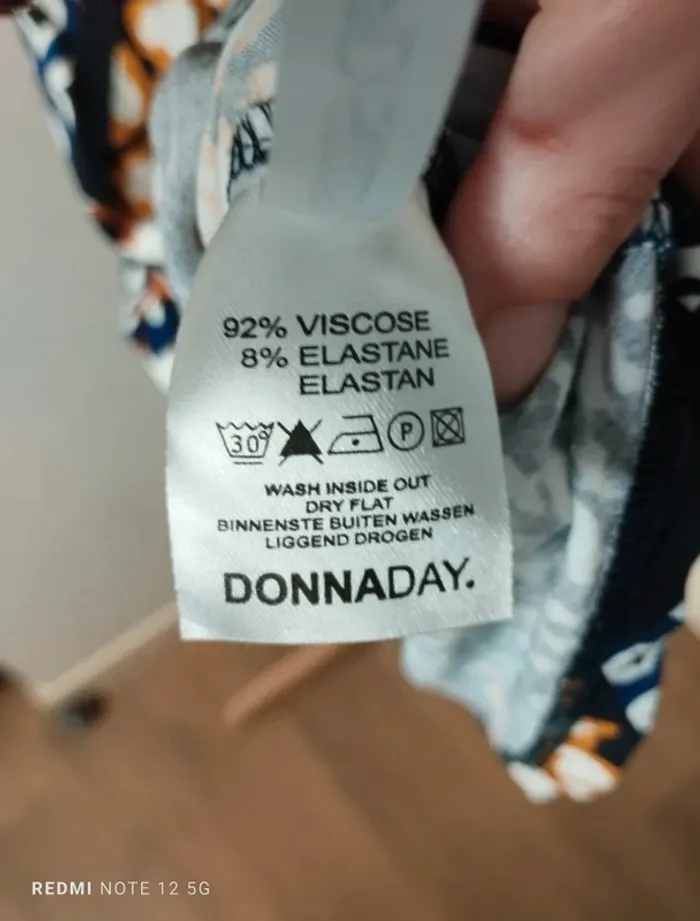 92% VISCOSE
8% ELASTANE
ELASTAN
30°
P
WASH INSIDE OUT
DRY FLAT
BINNENSTE BUITEN WASSEN
LIGGEND DROGEN
DONNADAY.
REDMI NOTE 12 5G